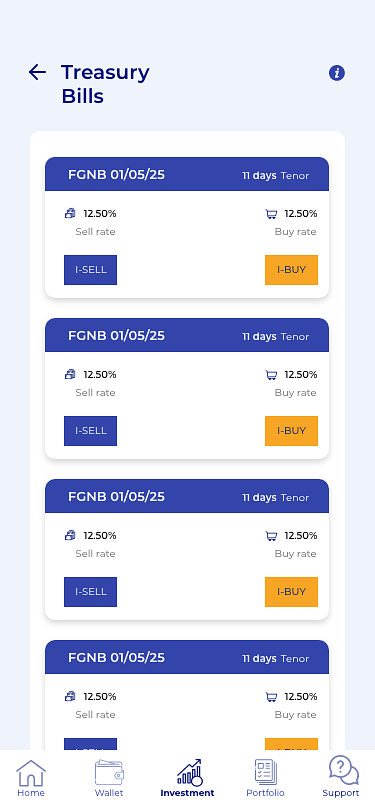 Treasury
Bills
i
FGNB 01/05/25 11 days Tenor
12.50% 12.50%
Sell rate Buy rate
I-SELL I-BUY
FGNB 01/05/25 11 days Tenor
12.50% 12.50%
Sell rate Buy rate
I-SELL I-BUY
FGNB 01/05/25 11 days Tenor
12.50% 12.50%
Sell rate Buy rate
I-SELL I-BUY
FGNB 01/05/25 11 days Tenor
12.50% 12.50%
Sell rate Buy rate
Home Wallet Investment Portfolio Support